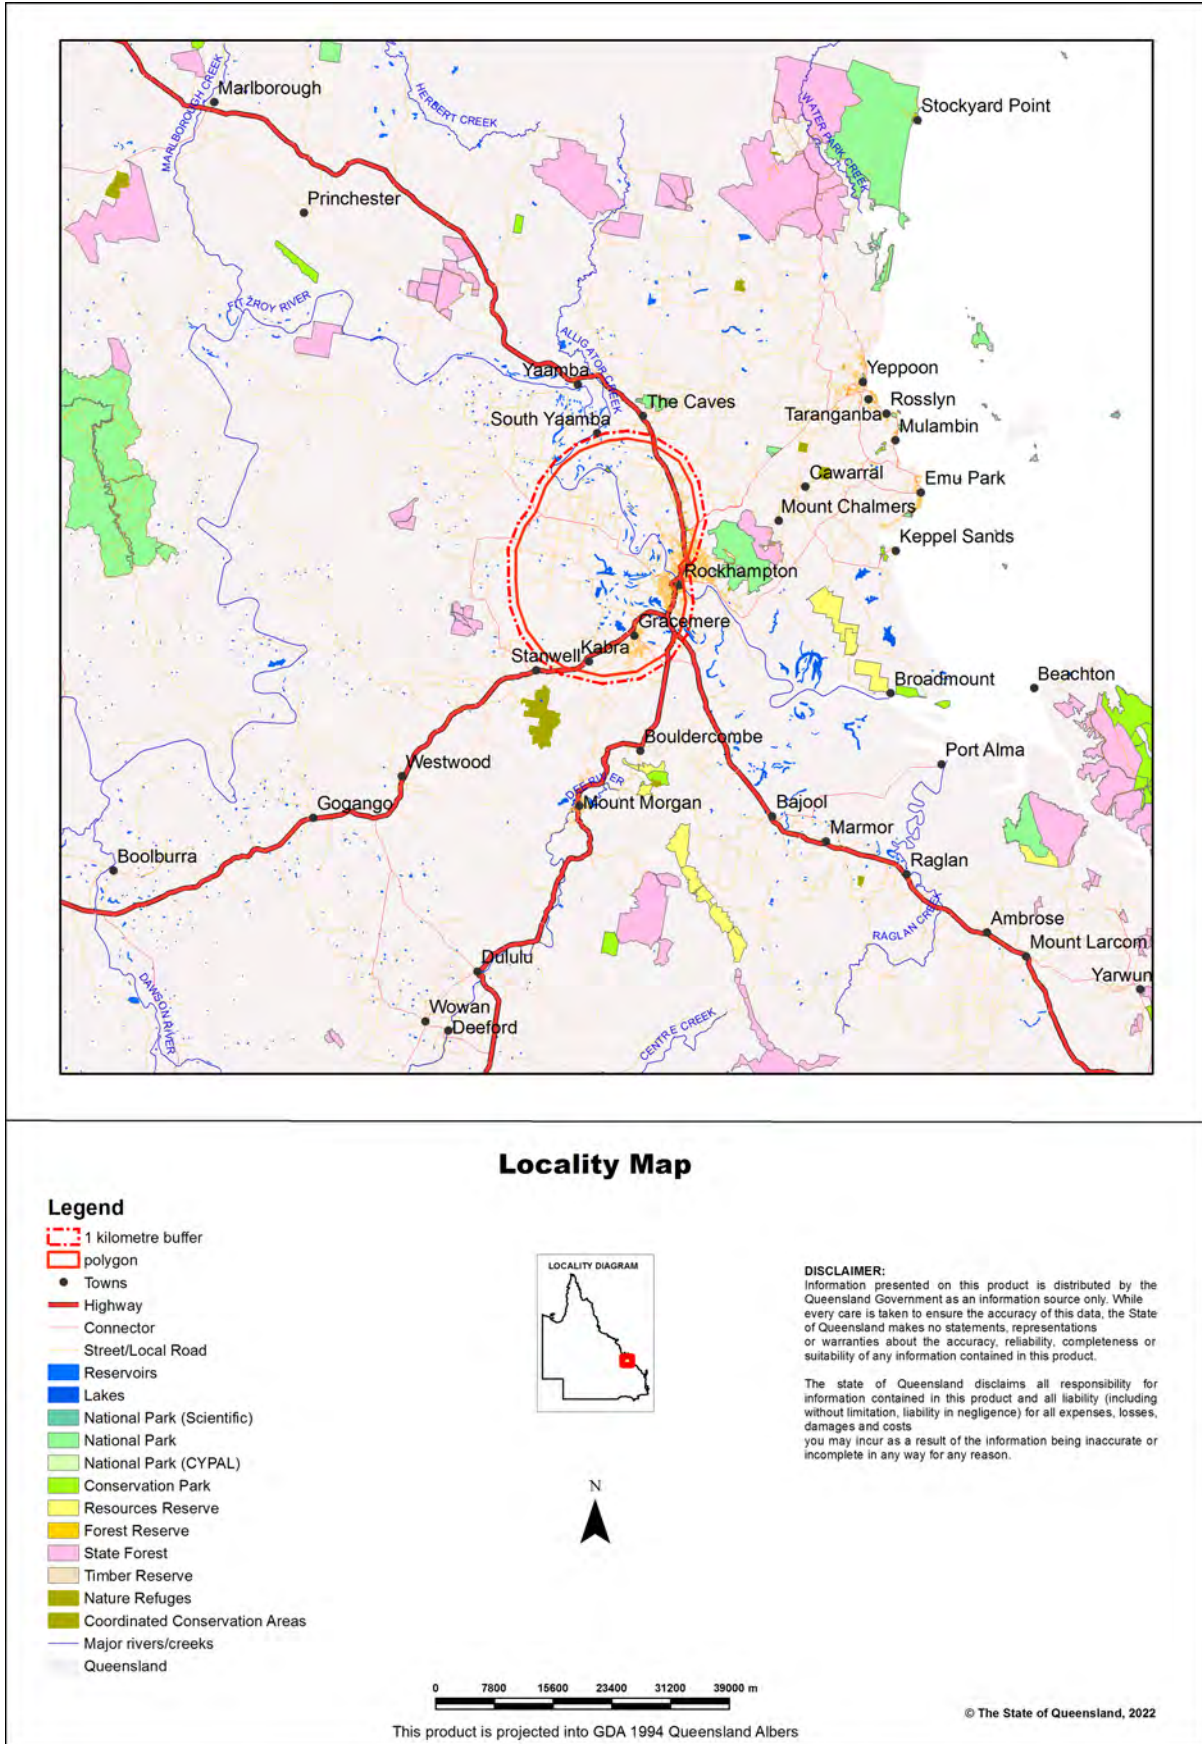 MARLBOROUGH CREEK
Marlborough
HERBERT CREEK
WATER PARK CREEK
Stockyard Point
Princhester
FITZROY RIVER
ALLIGATOR CREEK
Yaamba
The Caves
South Yaamba
Yeppoon
Rosslyn
Taranganba
Mulambin
Cawarral
Emu Park
Mount Chalmers
Keppel Sands
Rockhampton
Gracemere
Kabra
Stanwell
Broadmount
Beachton
Bouldercombe
Port Alma
Westwood
DEE RIVER
Mount Morgan
Gogango
Bajool
Marmor
Boolburra
Raglan
Ambrose
RAGLAN CREEK
Mount Larcom
Dululu
Yarwun
DAWSON RIVER
Wowan
Deeford
CENTRE CREEK
Locality Map
Legend
1 kilometre buffer
polygon
Towns
Highway
Connector
Street/Local Road
Reservoirs
Lakes
National Park (Scientific)
National Park
National Park (CYPAL)
Conservation Park
Resources Reserve
Forest Reserve
State Forest
Timber Reserve
Nature Refuges
Coordinated Conservation Areas
Major rivers/creeks
Queensland
LOCALITY DIAGRAM
N
DISCLAIMER:
Information presented on this product is distributed by the
Queensland Government as an information source only. While
every care is taken to ensure the accuracy of this data, the State
of Queensland makes no statements, representations
or warranties about the accuracy, reliability, completeness or
suitability of any information contained in this product.
The state of Queensland disclaims all responsibility for
information contained in this product and all liability (including
without limitation, liability in negligence) for all expenses, losses,
damages and costs
you may incur as a result of the information being inaccurate or
incomplete in any way for any reason.
0 7800 15600 23400 31200 39000 m
This product is projected into GDA 1994 Queensland Albers
© The State of Queensland, 2022